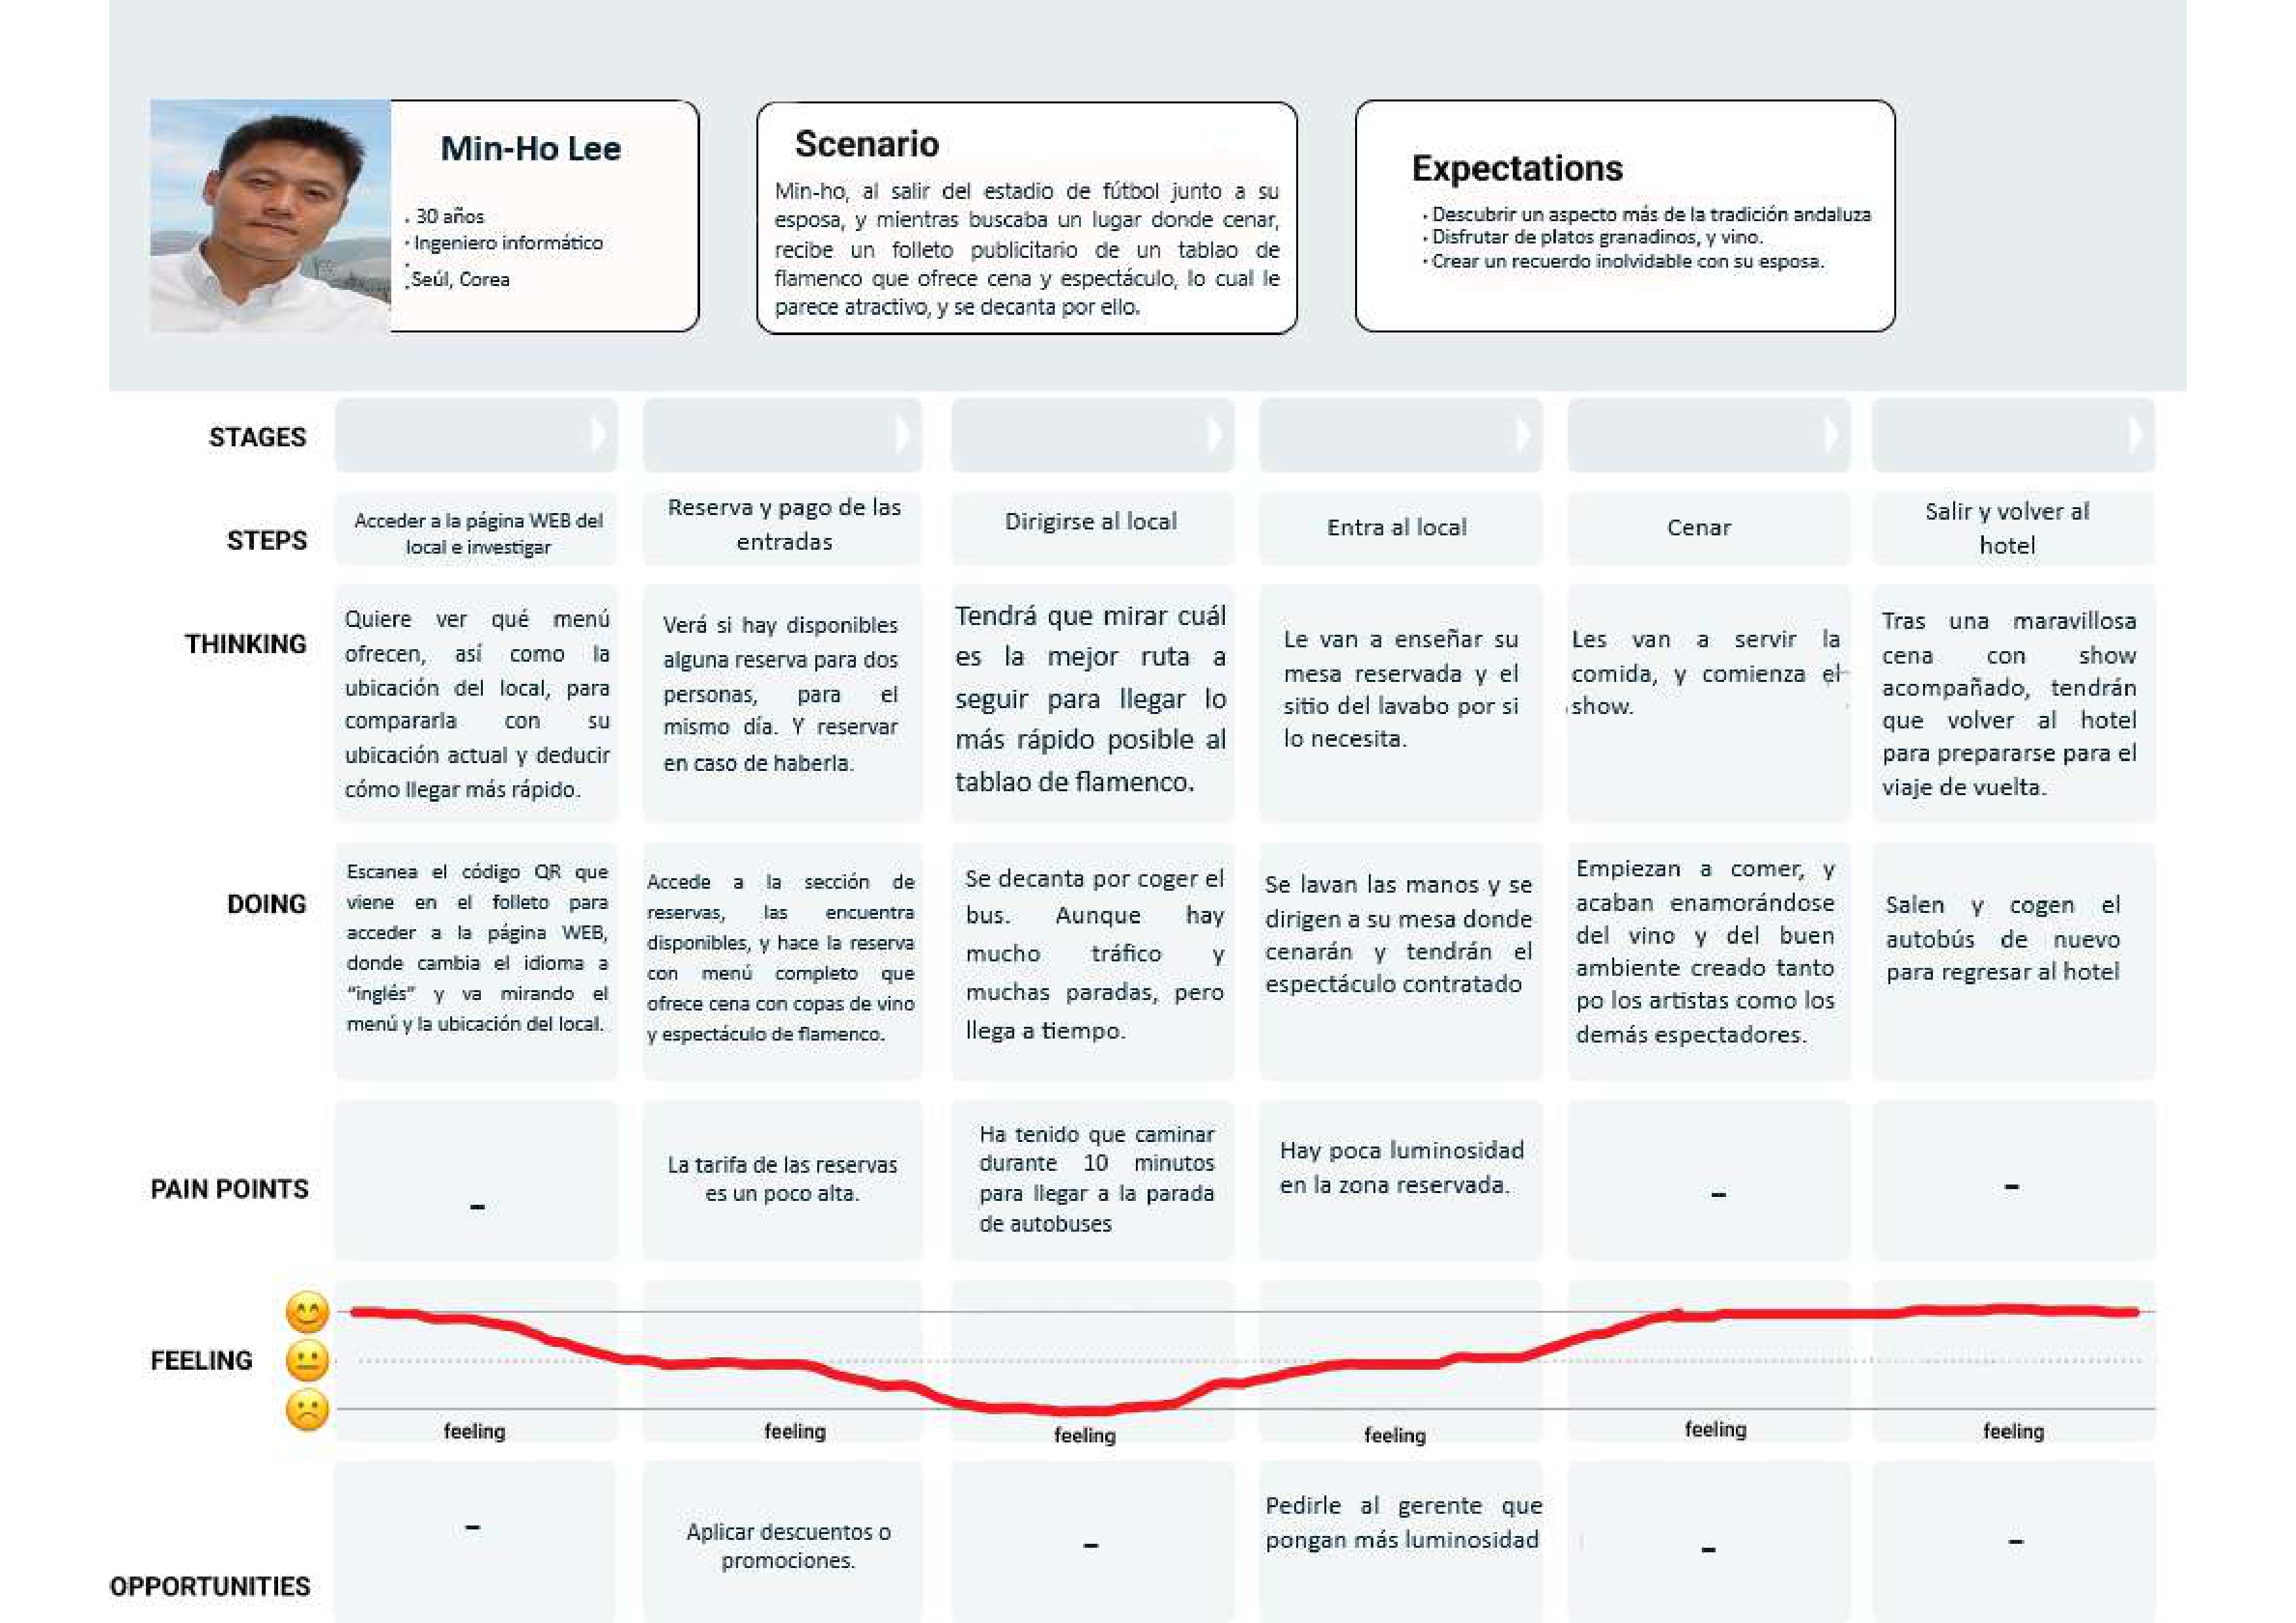 Min-Ho Lee
. 30 años
· Ingeniero informático
· Seúl, Corea
Scenario
Min-ho, al salir del estadio de fútbol junto a su
esposa, y mientras buscaba un lugar donde cenar,
recibe un folleto publicitario de un tablao de
flamenco que ofrece cena y espectáculo, lo cual le
parece atractivo, y se decanta por ello.
Expectations
· Descubrir un aspecto más de la tradición andaluza
· Disfrutar de platos granadinos, y vino.
· Crear un recuerdo inolvidable con su esposa.
STAGES
STEPS
Acceder a la página WEB del
local e investigar
Reserva y pago de las
entradas
Dirigirse al local
Entra al local
Cenar
Salir y volver al
hotel
THINKING
Quiere ver qué menú
ofrecen, así como la
ubicación del local, para
compararla con su
ubicación actual y deducir
cómo llegar más rápido.
Verá si hay disponibles
alguna reserva para dos
personas, para el
mismo día. Y reservar
en caso de haberla.
Tendrá que mirar cuál
es la mejor ruta a
seguir para llegar lo
más rápido posible al
tablao de flamenco.
Le van a enseñar su
mesa reservada y el
sitio del lavabo por si
lo necesita.
Les van a servir la
comida, y comienza el
show.
Tras una maravillosa
cena con show
acompañado, tendrán
que volver al hotel
para prepararse para el
viaje de vuelta.
DOING
Escanea el código QR que
viene en el folleto para
acceder a la página WEB,
donde cambia el idioma a
“inglés” y va mirando el
menú y la ubicación del local.
Accede a la sección de
reservas, las encuentra
disponibles, y hace la reserva
con menú completo que
ofrece cena con copas de vino
y espectáculo de flamenco.
Se decanta por coger el
bus. Aunque hay
mucho tráfico y
muchas paradas, pero
llega a tiempo.
Se lavan las manos y se
dirigen a su mesa donde
cenarán y tendrán el
espectáculo contratado
Empiezan a comer, y
acaban enamorándose
del vino y del buen
ambiente creado tanto
po los artistas como los
demás espectadores.
Salen y cogen el
autobús de nuevo
para regresar al hotel
PAIN POINTS
-
La tarifa de las reservas
es un poco alta.
Ha tenido que caminar
durante 10 minutos
para llegar a la parada
de autobuses
Hay poca luminosidad
en la zona reservada.
-
-
FEELING
feeling
feeling
feeling
feeling
feeling
feeling
OPPORTUNITIES
-
Aplicar descuentos o
promociones.
-
Pedirle al gerente que
pongan más luminosidad
-
-